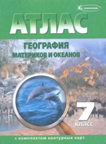 АТЛАС
ГЕОГРАФИЯ
МАТЕРИКОВ И ОКЕАНОВ
7
КЛАСС
С КОМПЛЕКТОМ КОНТУРНЫХ КАРТ